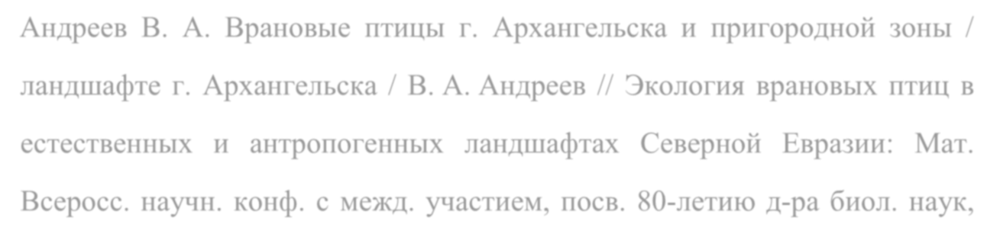 Андреев В. А. Врановые птицы г. Архангельска и пригородной зоны /
ландшафте г. Архангельска / В. А. Андреев // Экология врановых птиц в
естественных и антропогенных ландшафтах Северной Евразии: Мат.
Всеросс. научн. конф. с межд. участием, посв. 80-летию д-ра биол. наук,